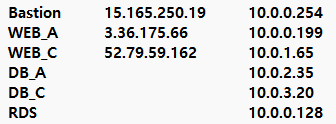 Bastion 15.165.250.19 10.0.0.254
WEB_A 3.36.175.66 10.0.0.199
WEB_C 52.79.59.162 10.0.1.65
DB_A 10.0.2.35
DB_C 10.0.3.20
RDS 10.0.0.128